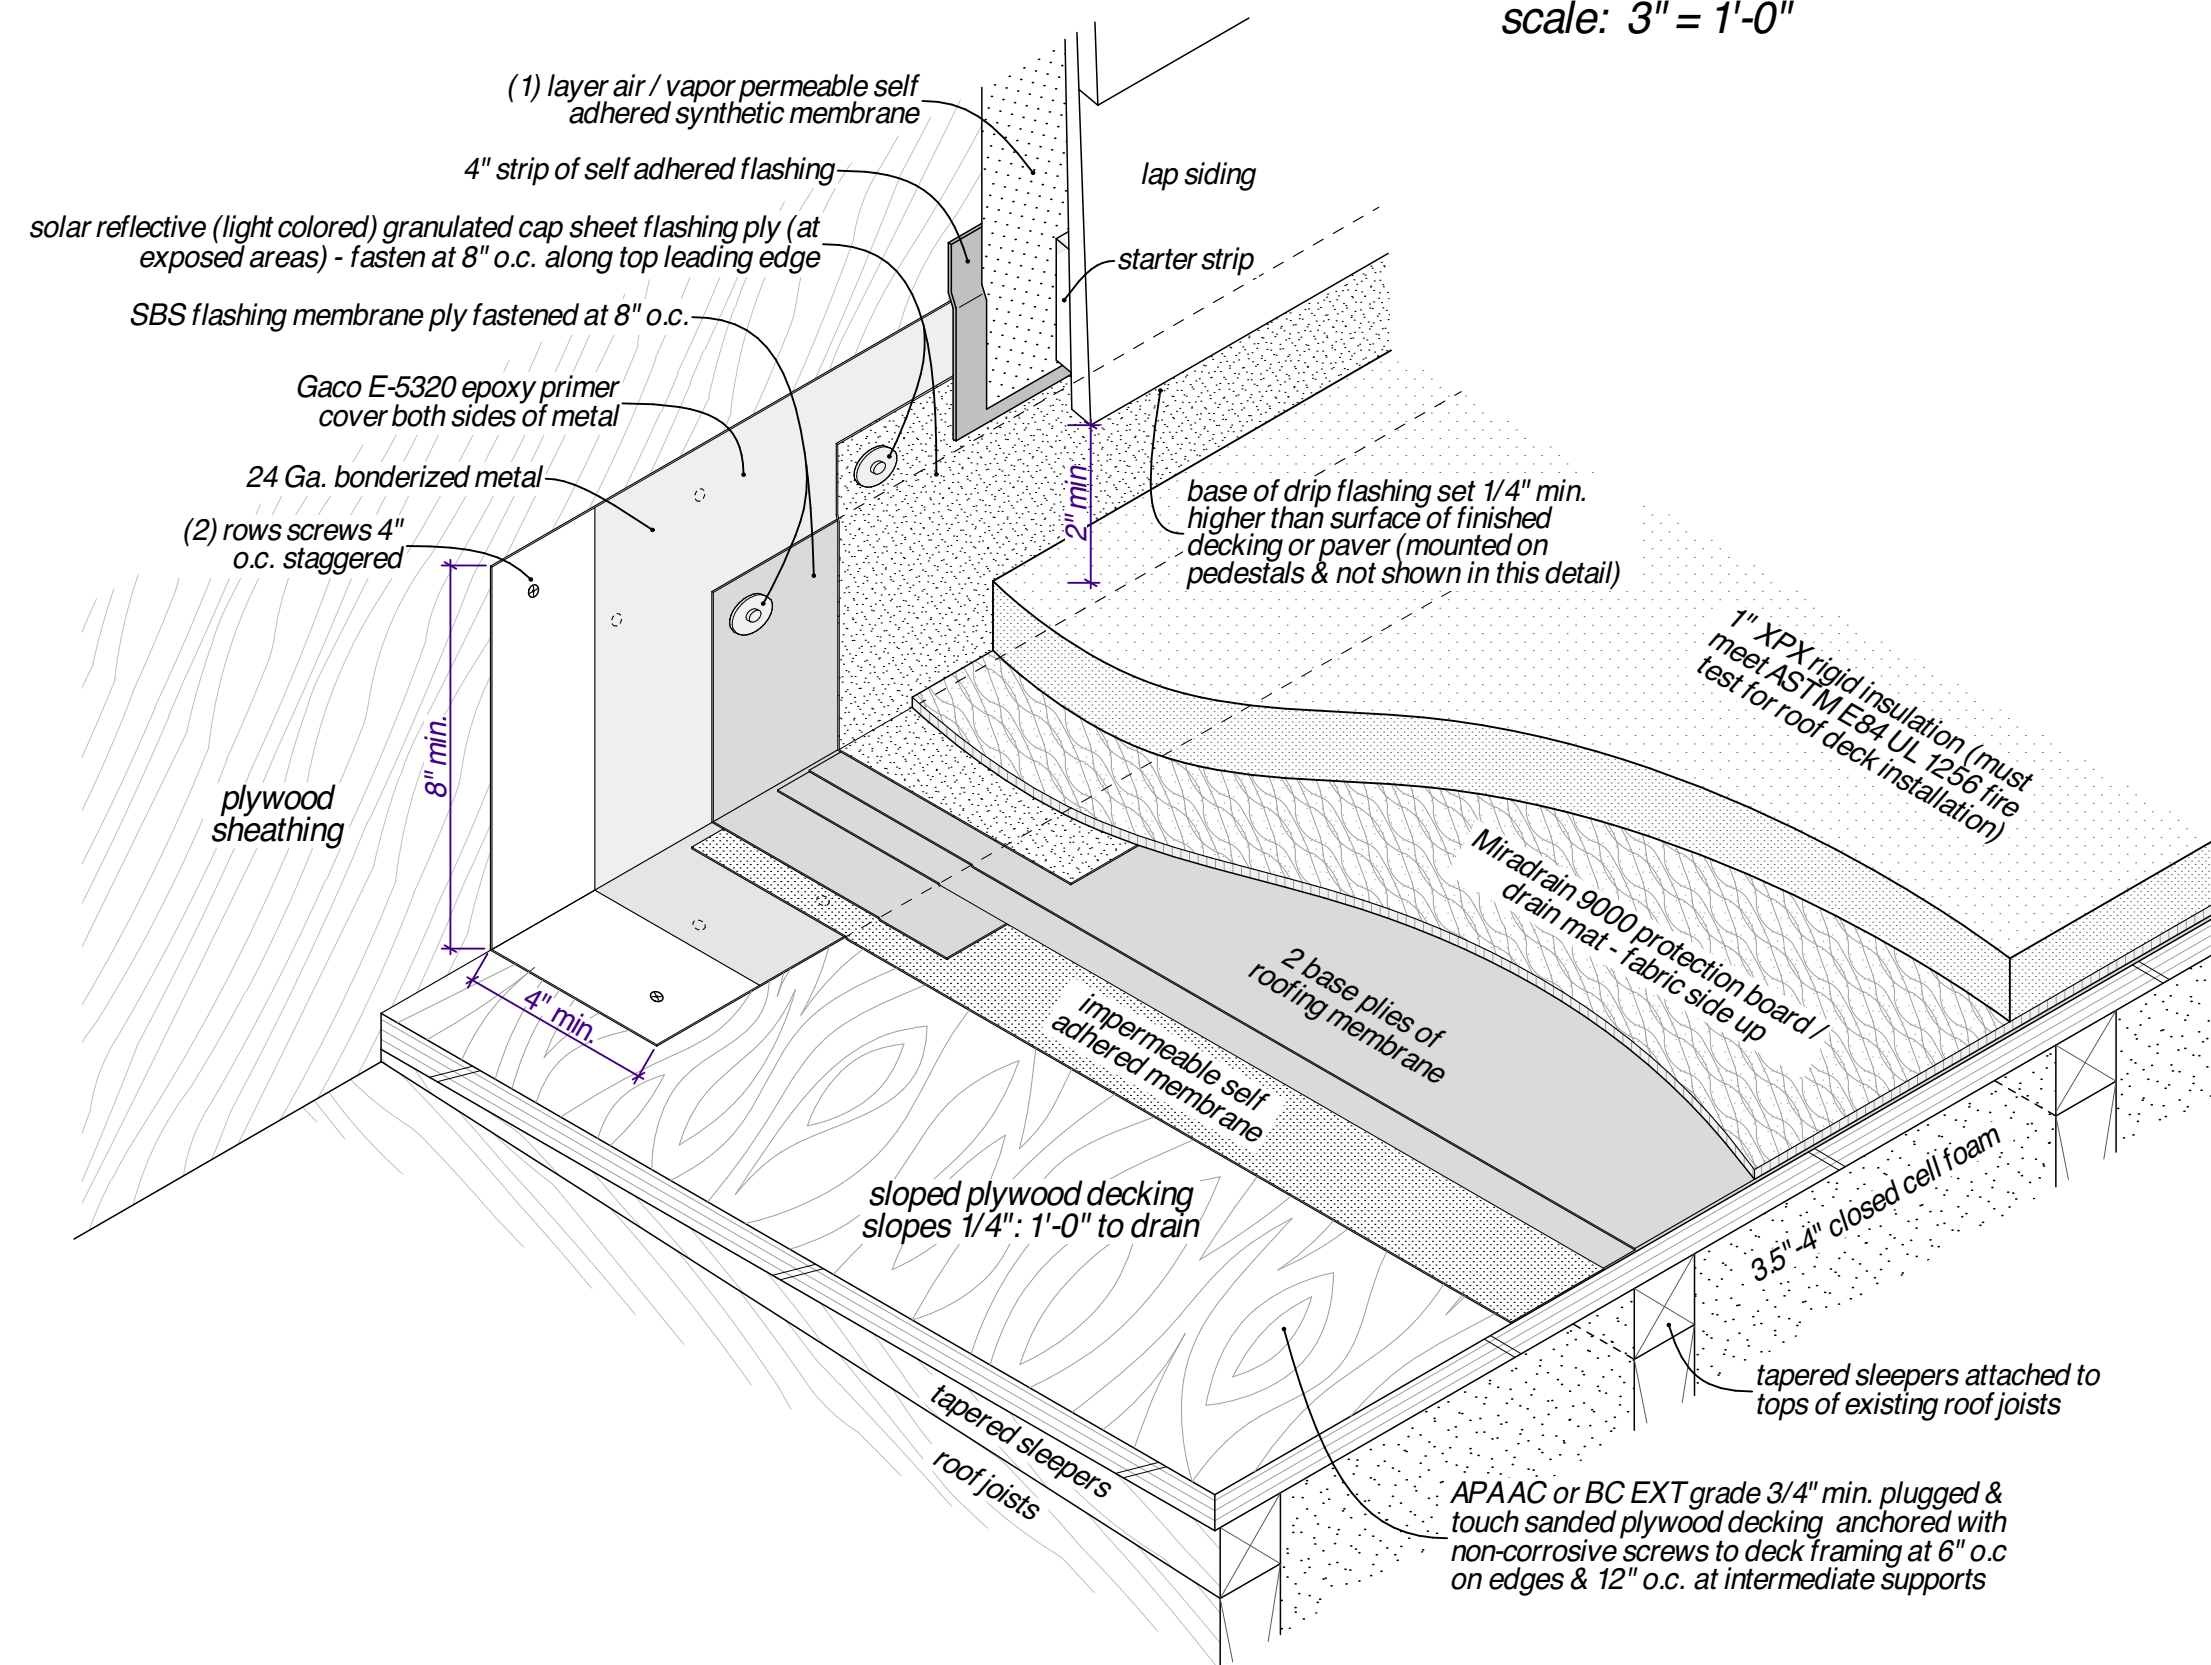 scale:  3" = 1'-0"
(1) layer air / vapor permeable self
adhered synthetic membrane
4" strip of self adhered flashing
solar reflective (light colored) granulated cap sheet flashing ply (at
exposed areas) - fasten at 8" o.c. along top leading edge
SBS flashing membrane ply fastened at 8" o.c.
Gaco E-5320 epoxy primer
cover both sides of metal
24 Ga. bonderized metal
(2) rows screws 4"
o.c. staggered
lap siding
starter strip
2" min
base of drip flashing set 1/4" min.
higher than surface of finished
decking or paver (mounted on
pedestals & not shown in this detail)
8" min.
plywood
sheathing
4" min.
1" XPX rigid insulation (must
meet ASTM E84 UL 1256 fire
test for roof deck installation)
Miradrain 9000 protection board /
drain mat - fabric side up
2 base plies of
roofing membrane
impermeable self
adhered membrane
sloped plywood decking
slopes 1/4": 1'-0" to drain
3.5"-4" closed cell foam
tapered sleepers attached to
tops of existing roof joists
tapered sleepers
roof joists
APA AC or BC EXT grade 3/4" min. plugged &
touch sanded plywood decking  anchored with
non-corrosive screws to deck framing at 6" o.c
on edges & 12" o.c. at intermediate supports